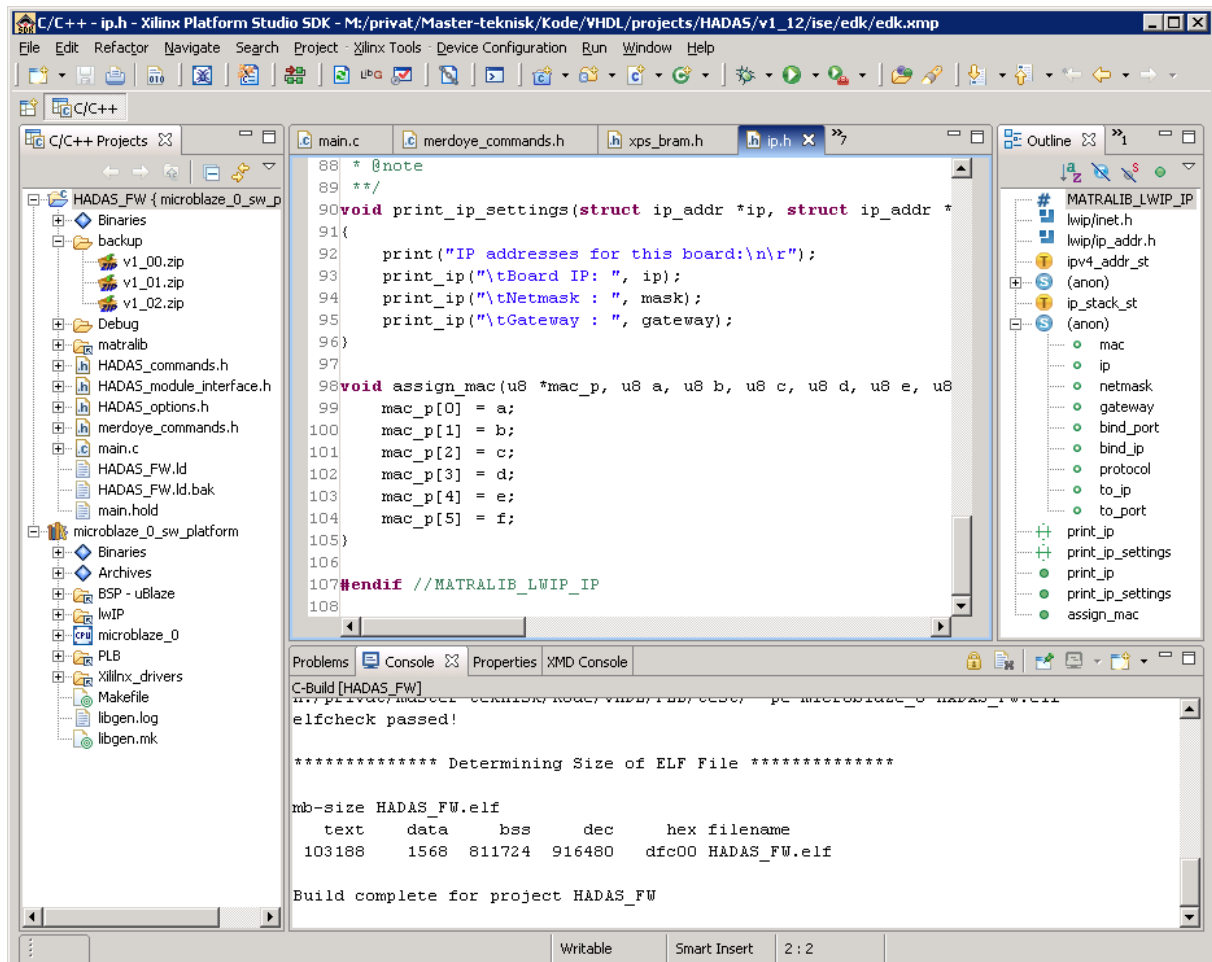 C/C++ - ip.h - Xilinx Platform Studio SDK - M:/privat/Master-teknisk/Kode/VHDL/projects/HADAS/v1_12/ise/edk/edk.xmp
File Edit Refactor Navigate Search Project Xilinx Tools Device Configuration Run Window Help
C/C++
C/C++ Projects
HADAS_FW { microblaze_0_sw_p
Binaries
backup
v1_00.zip
v1_01.zip
v1_02.zip
Debug
matralib
HADAS_commands.h
HADAS_module_interface.h
HADAS_options.h
merdoye_commands.h
main.c
HADAS_FW.ld
HADAS_FW.ld.bak
main.hold
microblaze_0_sw_platform
Binaries
Archives
BSP - uBlaze
lwIP
microblaze_0
PLB
Xililnx_drivers
Makefile
libgen.log
libgen.mk
main.c merdoye_commands.h xps_bram.h ip.h »7
88 * @note
89 **/
90void print_ip_settings(struct ip_addr *ip, struct ip_addr *
91{
92 print("IP addresses for this board:\n\r");
93 print_ip("\tBoard IP: ", ip);
94 print_ip("\tNetmask : ", mask);
95 print_ip("\tGateway : ", gateway);
96}
97
98void assign_mac(u8 *mac_p, u8 a, u8 b, u8 c, u8 d, u8 e, u8
99 mac_p[0] = a;
100 mac_p[1] = b;
101 mac_p[2] = c;
102 mac_p[3] = d;
103 mac_p[4] = e;
104 mac_p[5] = f;
105}
106
107#endif //MATRALIB_LWIP_IP
108
Outline »1
MATRALIB_LWIP_IP
lwip/inet.h
lwip/ip_addr.h
ipv4_addr_st
(anon)
ip_stack_st
(anon)
mac
ip
netmask
gateway
bind_port
bind_ip
protocol
to_ip
to_port
print_ip
print_ip_settings
print_ip
print_ip_settings
assign_mac
Problems Console Properties XMD Console
C-Build [HADAS_FW]
elfcheck passed!
************** Determining Size of ELF File **************
mb-size HADAS_FW.elf
text data bss dec hex filename
103188 1568 811724 916480 dfc00 HADAS_FW.elf
Build complete for project HADAS_FW
Writable Smart Insert 2 : 2